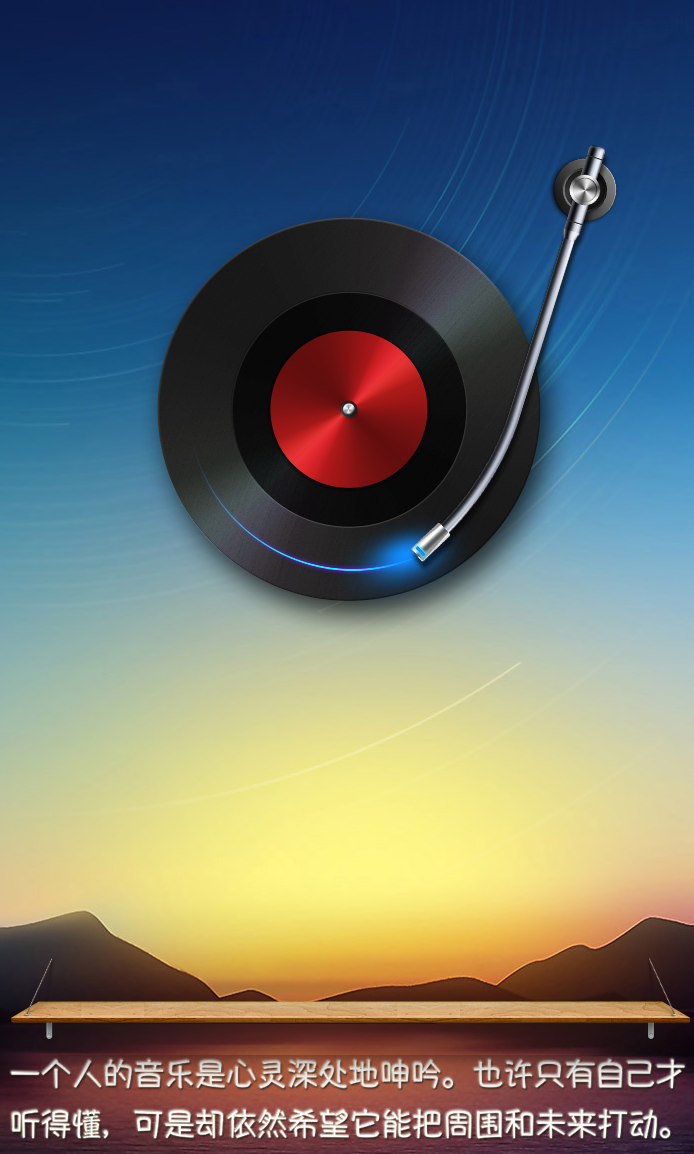 一个人的音乐是心灵深处地呻吟。也许只有自己才
听得懂，可是却依然希望它能把周围和未来打动。